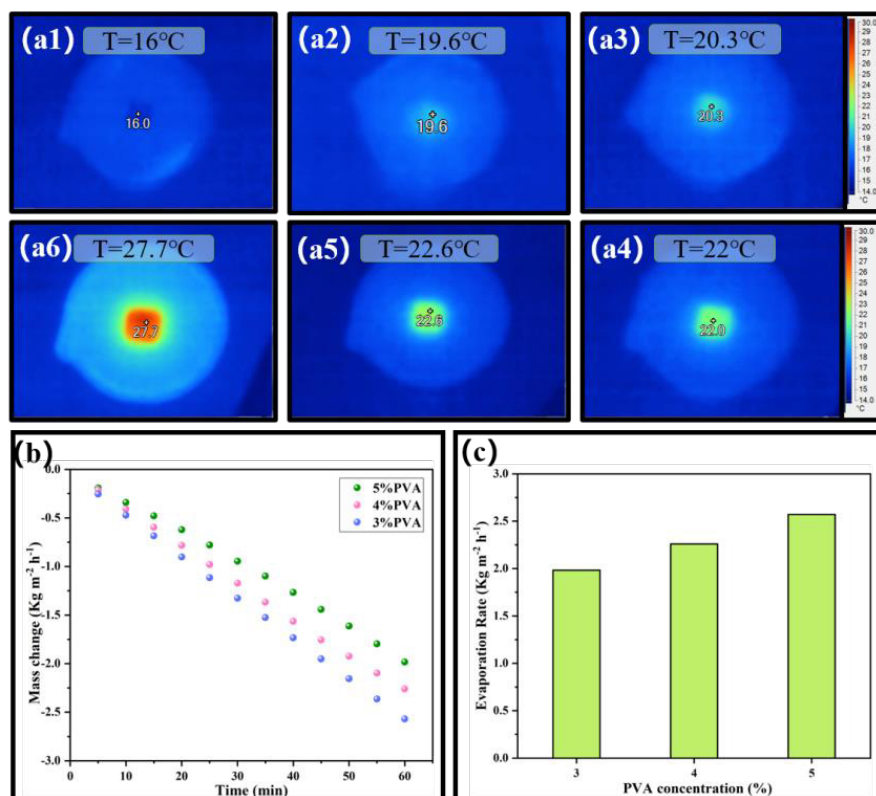 (a1) T=16°C
(a2) T=19.6°C
(a3) T=20.3°C
16.0
19.6
20.3
30.0
29
28
27
26
25
24
23
22
21
20
19
18
17
16
15
14.0
°C
(a6) T=27.7°C
(a5) T=22.6°C
(a4) T=22°C
27.7
22.6
22.0
30.0
29
28
27
26
25
24
23
22
21
20
19
18
17
16
15
14.0
°C
(b)
0.0
-0.5
-1.0
-1.5
-2.0
-2.5
-3.0
Mass change (Kg m⁻² h⁻¹)
5%PVA
4%PVA
3%PVA
0 10 20 30 40 50 60
Time (min)
(c)
3.0
2.5
2.0
1.5
1.0
0.5
0.0
Evaporation Rate (Kg m⁻² h⁻¹)
3 4 5
PVA concentration (%)